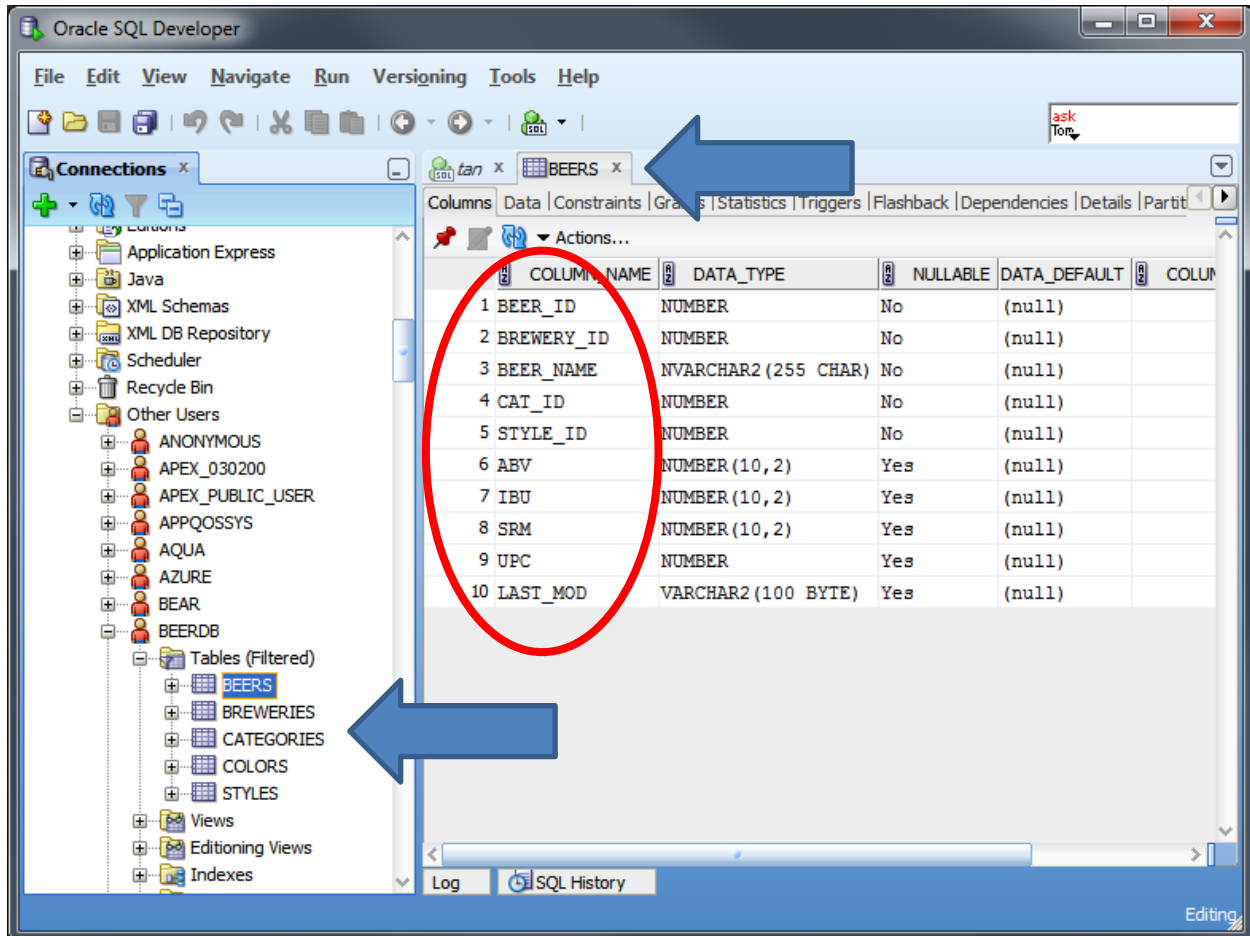 Oracle SQL Developer
File Edit View Navigate Run Versioning Tools Help
ask
Tom
Connections x
tan x BEERS x
Columns Data Constraints Statistics Triggers Flashback Dependencies Details
Actions...
Editions
Application Express
Java
XML Schemas
XML DB Repository
Scheduler
Recycle Bin
Other Users
ANONYMOUS
APEX_030200
APEX_PUBLIC_USER
APPQOSSYS
AQUA
AZURE
BEAR
BEERDB
Tables (Filtered)
BEERS
BREWERIES
CATEGORIES
COLORS
STYLES
Views
Editioning Views
Indexes
COLUMN_NAME DATA_TYPE NULLABLE DATA_DEFAULT
1 BEER_ID NUMBER No (null)
2 BREWERY_ID NUMBER No (null)
3 BEER_NAME NVARCHAR2(255 CHAR) No (null)
4 CAT_ID NUMBER No (null)
5 STYLE_ID NUMBER No (null)
6 ABV NUMBER(10,2) Yes (null)
7 IBU NUMBER(10,2) Yes (null)
8 SRM NUMBER(10,2) Yes (null)
9 UPC NUMBER Yes (null)
10 LAST_MOD VARCHAR2(100 BYTE) Yes (null)
Log SQL History
Editing